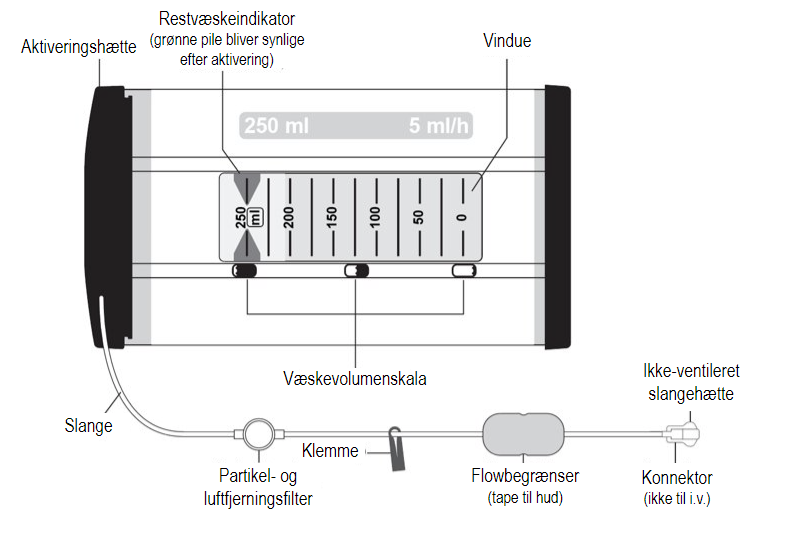 Restvæskeindikator
(grønne pile bliver synlige
efter aktivering)
Aktiveringshætte
Vindue
250 ml 5 ml/h
250 ml 200 150 100 50 0
Væskevolumenskala
Ikke-ventileret
slangehætte
Slange
Klemme
Partikel- og
luftfjerningsfilter
Flowbegrænser
(tape til hud)
Konnektor
(ikke til i.v.)